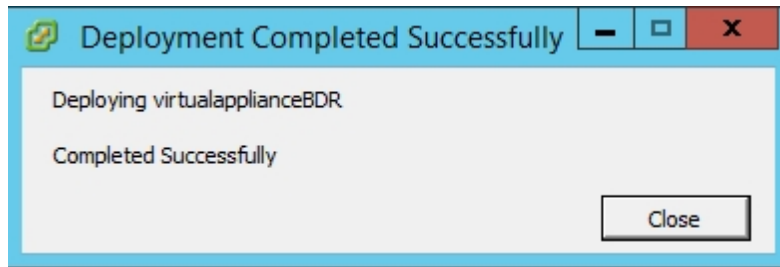 Deployment Completed Successfully
Deploying virtualapplianceBDR
Completed Successfully
Close